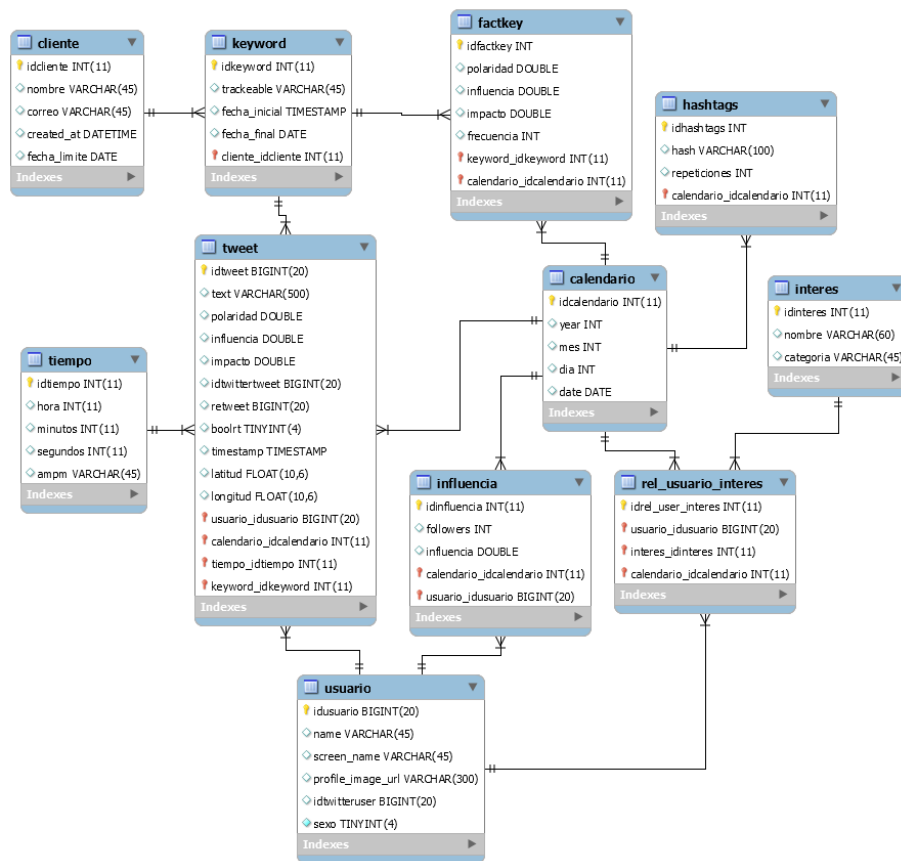 cliente
idcliente INT(11)
nombre VARCHAR(45)
correo VARCHAR(45)
created_at DATETIME
fecha_limite DATE
Indexes
keyword
idkeyword INT(11)
trackeable VARCHAR(45)
fecha_inicial TIMESTAMP
fecha_final DATE
cliente_idcliente INT(11)
Indexes
factkey
idfactkey INT
polaridad DOUBLE
influencia DOUBLE
impacto DOUBLE
frecuencia INT
keyword_idkeyword INT(11)
calendario_idcalendario INT(11)
Indexes
hashtags
idhashtags INT
hash VARCHAR(100)
repeticiones INT
calendario_idcalendario INT(11)
Indexes
tweet
idtweet BIGINT(20)
text VARCHAR(500)
polaridad DOUBLE
influencia DOUBLE
impacto DOUBLE
idtwittertweet BIGINT(20)
retweet BIGINT(20)
boolrt TINYINT(4)
timestamp TIMESTAMP
latitud FLOAT(10,6)
longitud FLOAT(10,6)
usuario_idusuario BIGINT(20)
calendario_idcalendario INT(11)
tiempo_idtiempo INT(11)
keyword_idkeyword INT(11)
Indexes
calendario
idcalendario INT(11)
year INT
mes INT
dia INT
date DATE
Indexes
interes
idinteres INT(11)
nombre VARCHAR(60)
categoria VARCHAR(45)
Indexes
tiempo
idtiempo INT(11)
hora INT(11)
minutos INT(11)
segundos INT(11)
ampm VARCHAR(45)
Indexes
influencia
idinfluencia INT(11)
followers INT
influencia DOUBLE
calendario_idcalendario INT(11)
usuario_idusuario BIGINT(20)
Indexes
rel_usuario_interes
idrel_user_interes INT(11)
usuario_idusuario BIGINT(20)
interes_idinteres INT(11)
calendario_idcalendario INT(11)
Indexes
usuario
idusuario BIGINT(20)
name VARCHAR(45)
screen_name VARCHAR(45)
profile_image_url VARCHAR(300)
idtwitteruser BIGINT(20)
sexo TINYINT(4)
Indexes